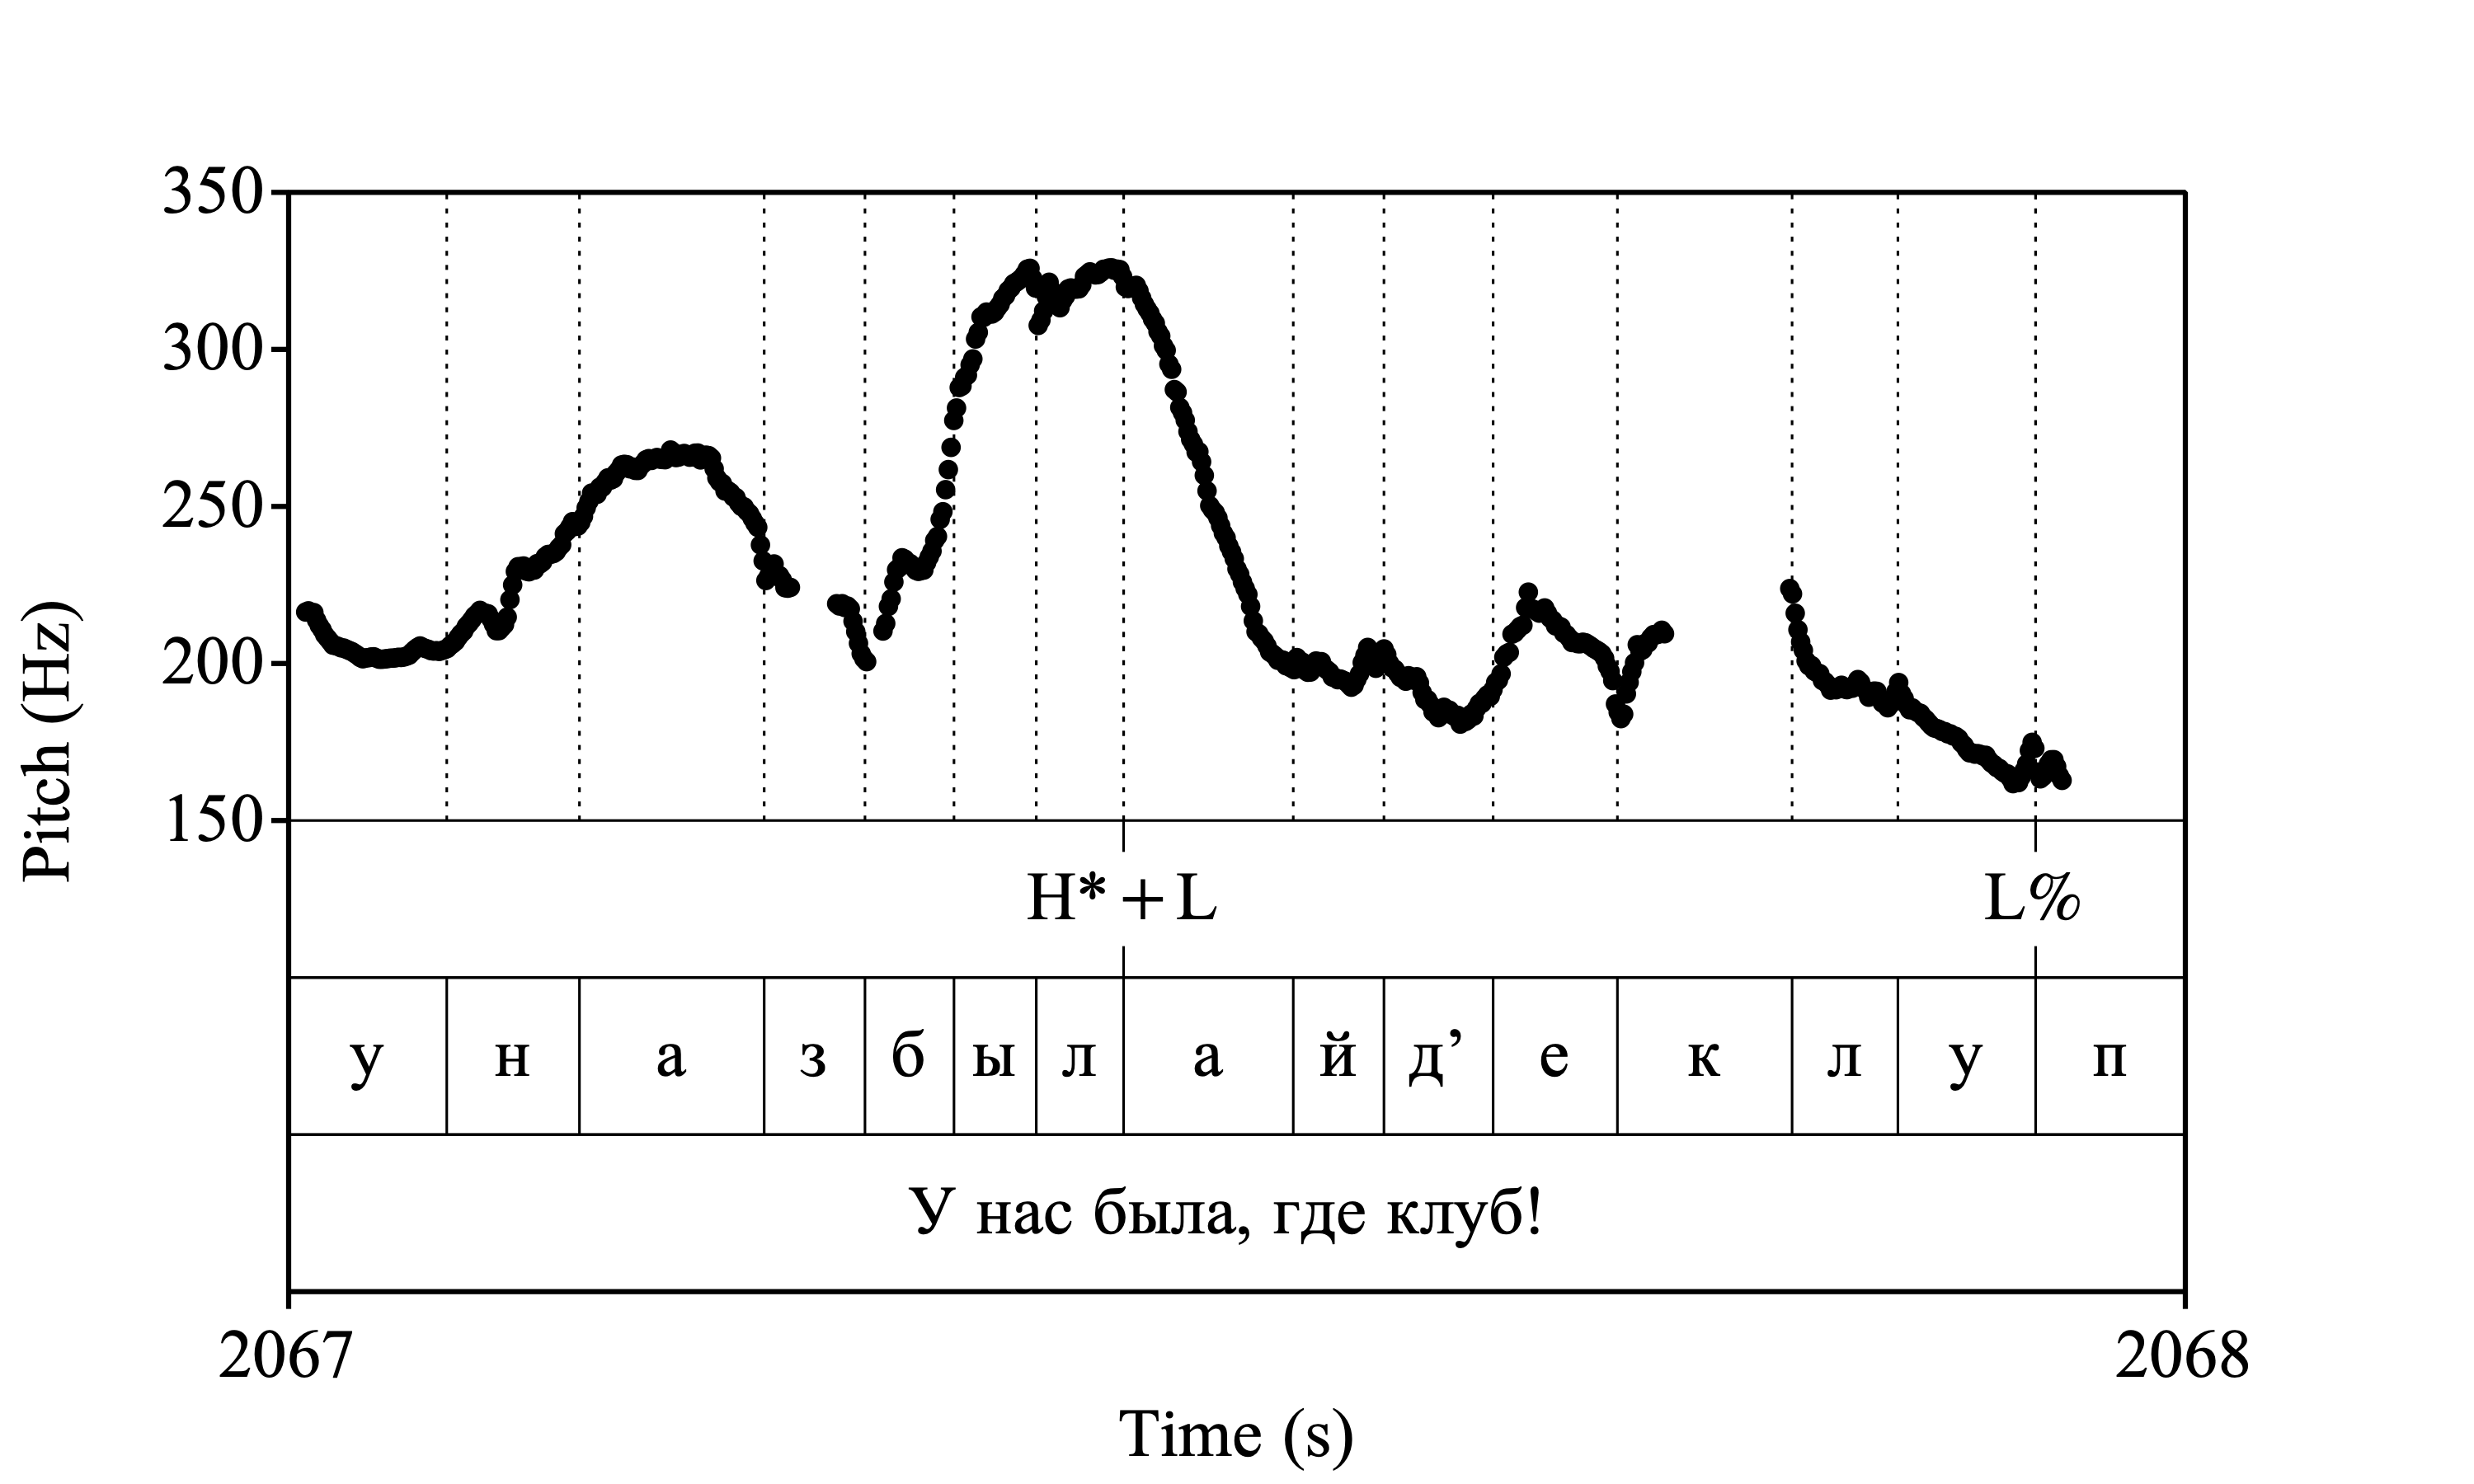 350
300
250
200
150
Pitch (Hz)
H* + L L%
у н а з б ы л а й д’ е к л у п
У нас была, где клуб!
2067 2068
Time (s)